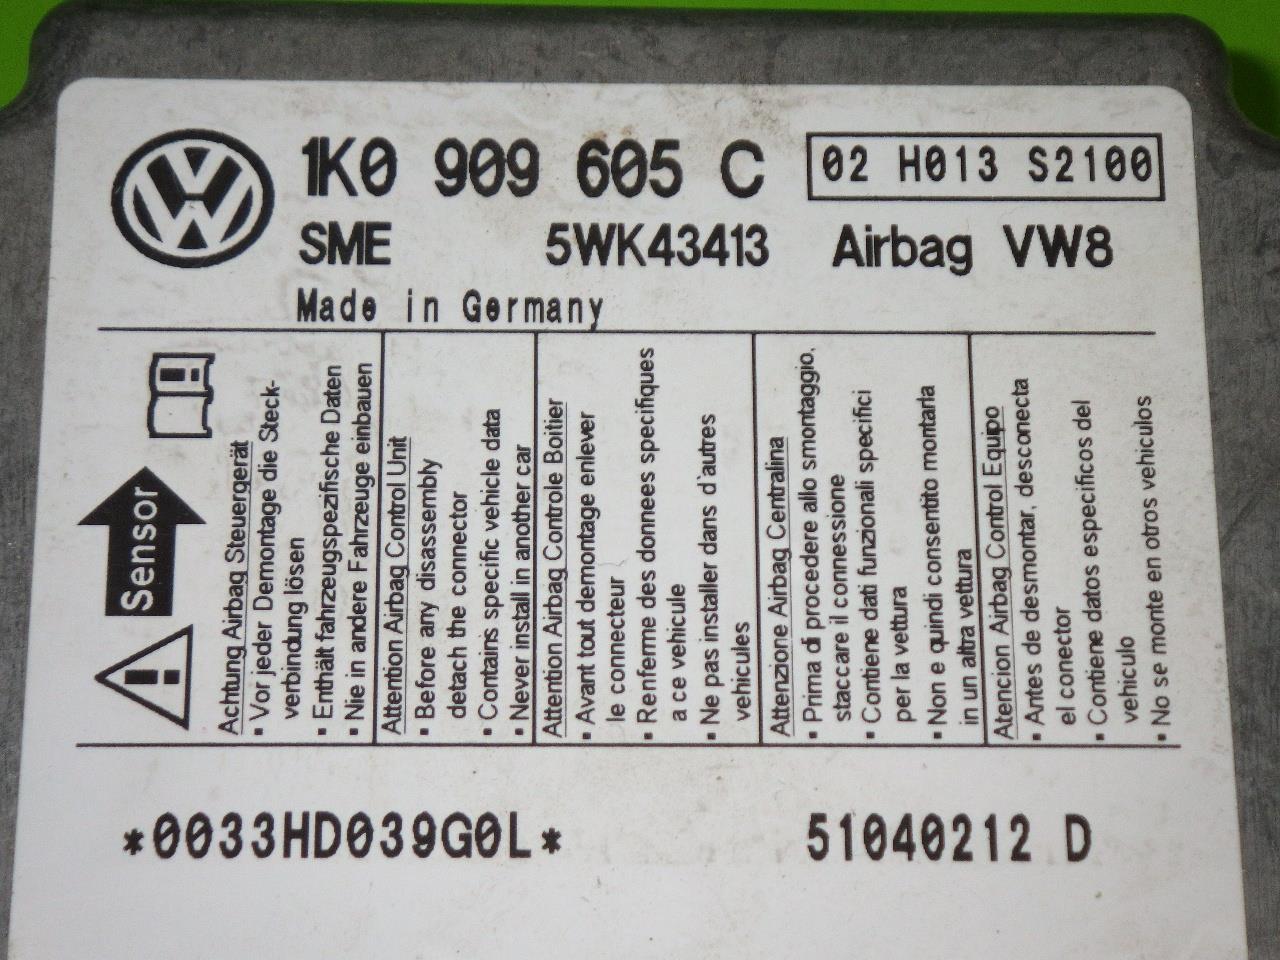 1K0 909 605 C
02 H013 S2100
SME 5WK43413 Airbag VW8
Made in Germany
Sensor
Achtung Airbag Steuergerät
▪ Vor jeder Demontage die Steck-
verbindung lösen
▪ Enthält fahrzeugspezifische Daten
▪ Nie in andere Fahrzeuge einbauen
Attention Airbag Control Unit
▪ Before any disassembly
detach the connector
▪ Contains specific vehicle data
▪ Never install in another car
Attention Airbag Controle Boitier
▪ Avant tout demontage enlever
le connecteur
▪ Renferme des donnees specifiques
a ce vehicule
▪ Ne pas installer dans d'autres
vehicules
Attenzione Airbag Centralina
▪ Prima di procedere allo smontaggio,
staccare il connessione
▪ Contiene dati funzionali specifici
per la vettura
▪ Non e quindi consentito montarla
in un altra vettura
Atencion Airbag Control Equipo
▪ Antes de desmontar, desconecta
el conector
▪ Contiene datos especificos del
vehiculo
▪ No se monte en otros vehiculos
*0033HD039G0L*
51040212 D